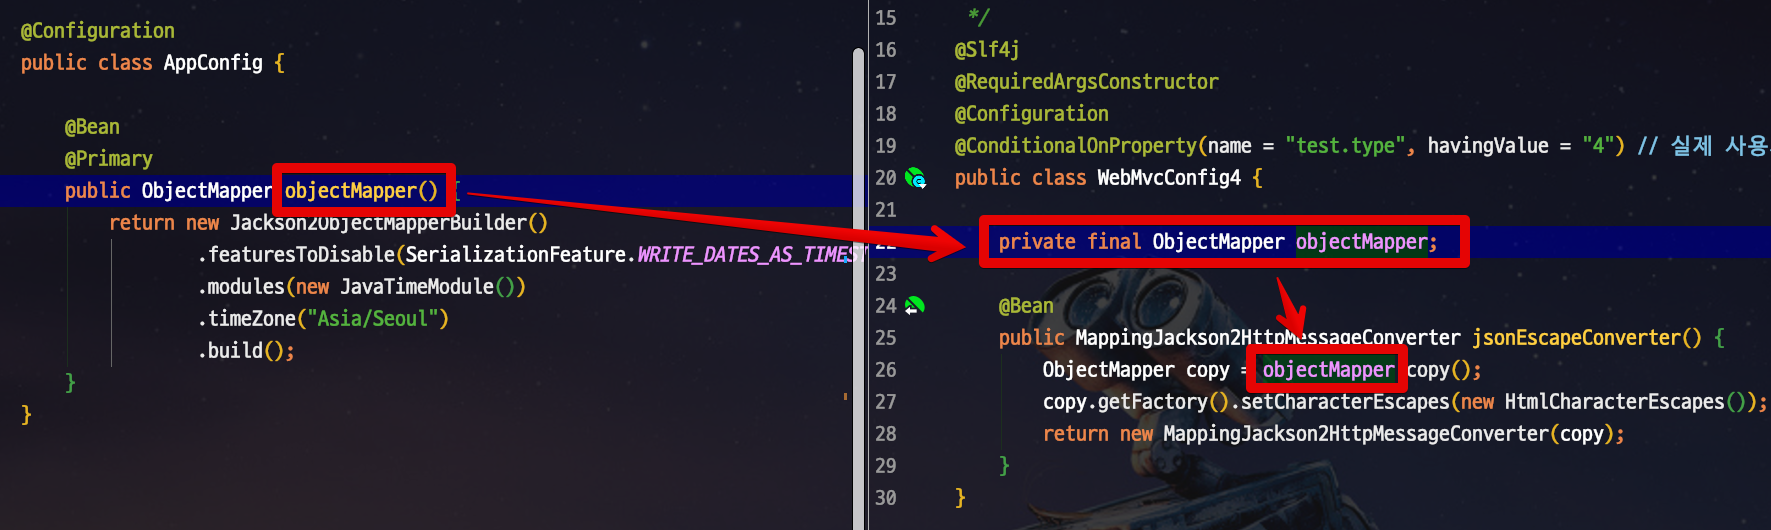 @Configuration
public class AppConfig {
@Bean
@Primary
public ObjectMapper objectMapper() {
return new Jackson2ObjectMapperBuilder()
.featuresToDisable(SerializationFeature.WRITE_DATES_AS_TIMEST
.modules(new JavaTimeModule())
.timeZone("Asia/Seoul")
.build();
}
}
15 */
16 @Slf4j
17 @RequiredArgsConstructor
18 @Configuration
19 @ConditionalOnProperty(name = "test.type", havingValue = "4") // 실제 사용
20 public class WebMvcConfig4 {
21
22 private final ObjectMapper objectMapper;
23
24 @Bean
25 public MappingJackson2HttpMessageConverter jsonEscapeConverter() {
26 ObjectMapper copy = objectMapper copy();
27 copy.getFactory().setCharacterEscapes(new HtmlCharacterEscapes());
28 return new MappingJackson2HttpMessageConverter(copy);
29 }
30 }